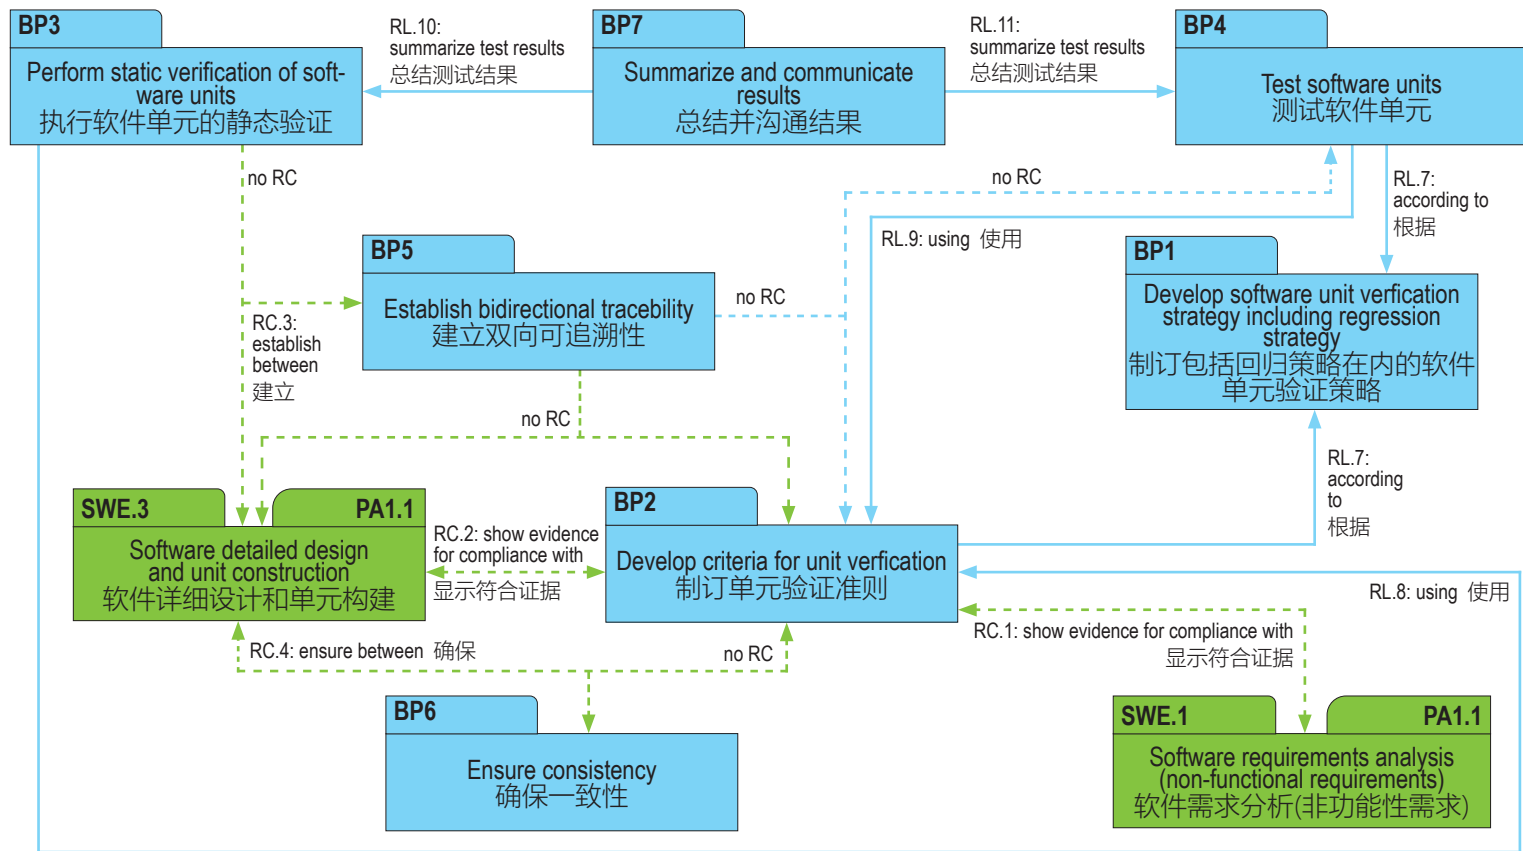 BP3
Perform static verification of soft-
ware units
执行软件单元的静态验证
RL.10:
summarize test results
总结测试结果
BP7
Summarize and communicate
results
总结并沟通结果
RL.11:
summarize test results
总结测试结果
BP4
Test software units
测试软件单元
no RC
no RC
RL.7:
according to
根据
RL.9: using 使用
BP5
Establish bidirectional tracebility
建立双向可追溯性
no RC
BP1
Develop software unit verfication
strategy including regression
strategy
制订包括回归策略在内的软件
单元验证策略
RC.3:
establish
between
建立
no RC
RL.7:
according
to
根据
SWE.3
PA1.1
Software detailed design
and unit construction
软件详细设计和单元构建
RC.2: show evidence
for compliance with
显示符合证据
BP2
Develop criteria for unit verfication
制订单元验证准则
RL.8: using 使用
RC.4: ensure between 确保
no RC
RC.1: show evidence for compliance with
显示符合证据
BP6
Ensure consistency
确保一致性
SWE.1
PA1.1
Software requirements analysis
(non-functional requirements)
软件需求分析(非功能性需求)